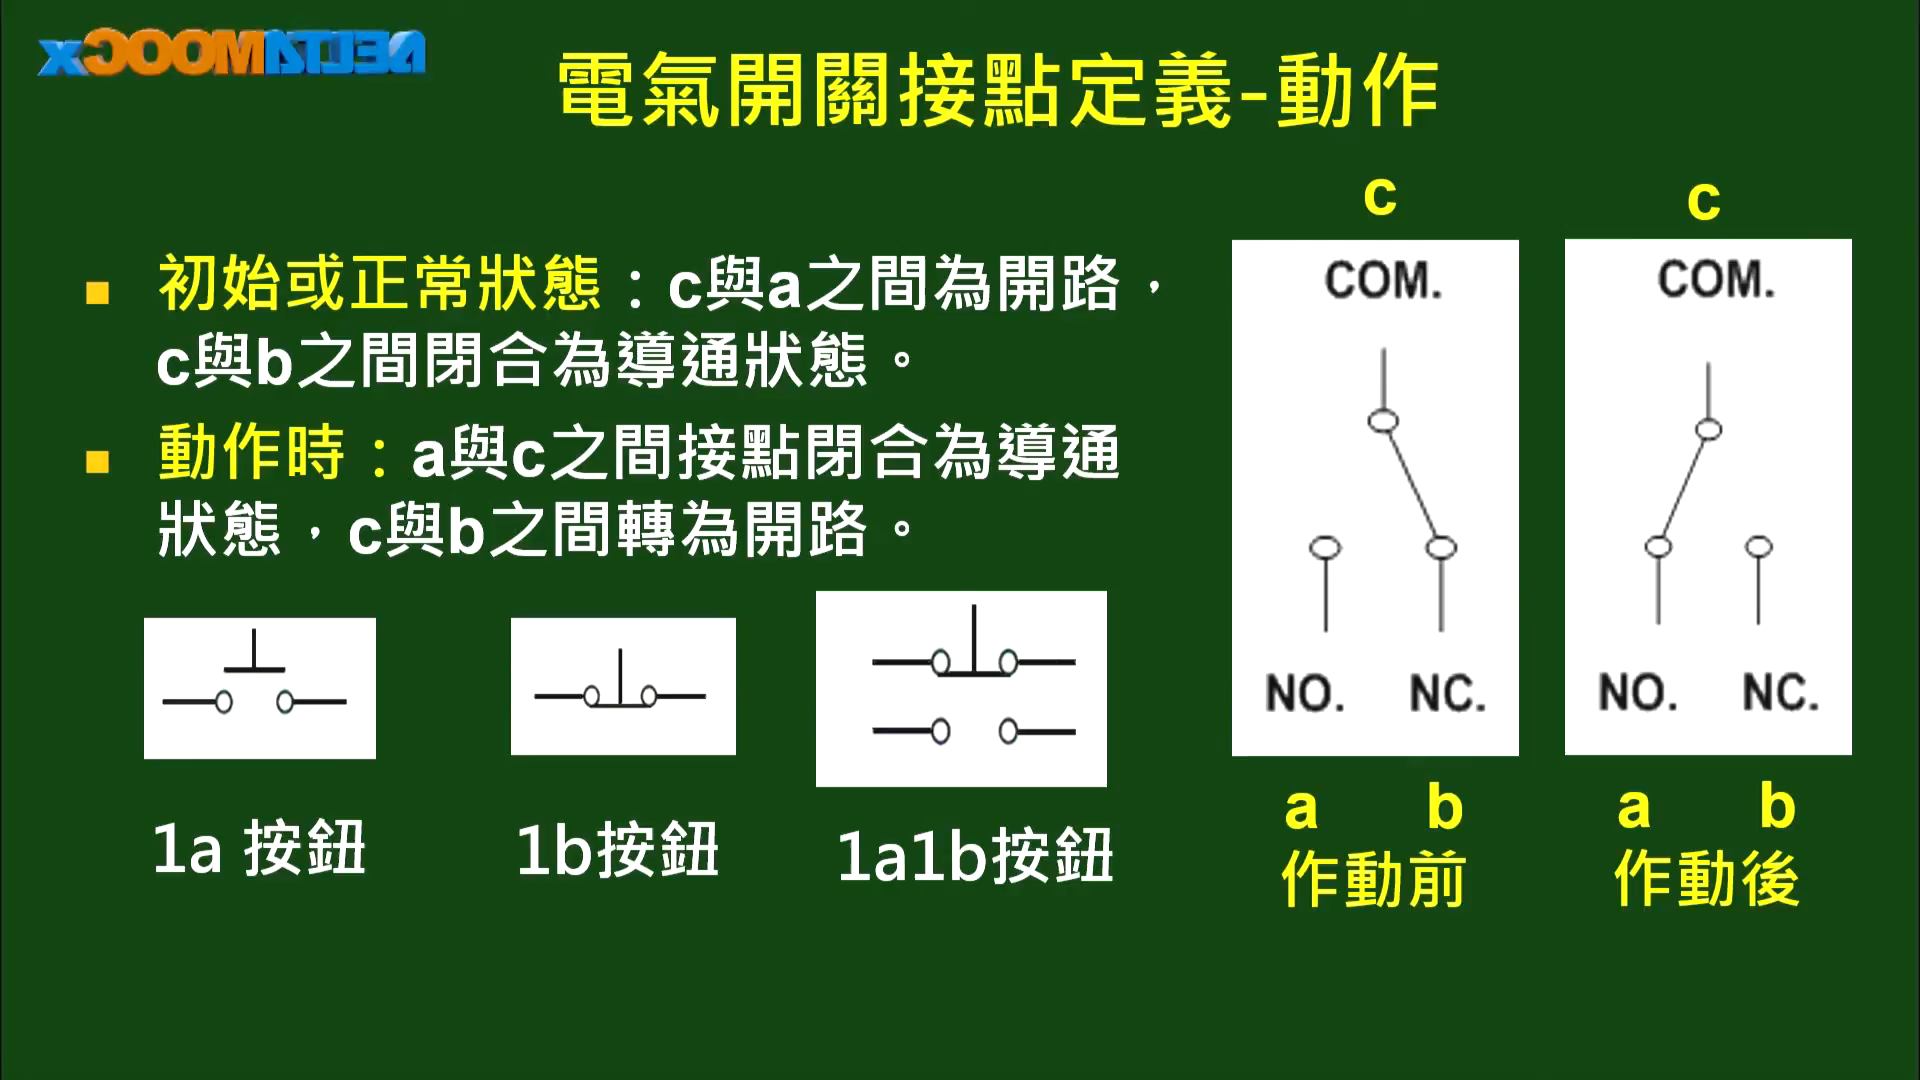 DELTAMOOCx
電氣開關接點定義-動作
初始或正常狀態：c與a之間為開路，
c與b之間閉合為導通狀態。
動作時：a與c之間接點閉合為導通
狀態，c與b之間轉為開路。
1a 按鈕
1b按鈕
1a1b按鈕
c
COM.
NO. NC.
a b
作動前
c
COM.
NO. NC.
a b
作動後